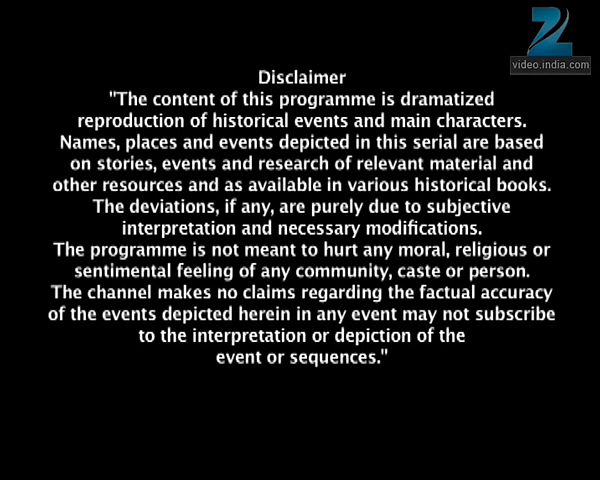 video.india.com
Disclaimer
"The content of this programme is dramatized
reproduction of historical events and main characters.
Names, places and events depicted in this serial are based
on stories, events and research of relevant material and
other resources and as available in various historical books.
The deviations, if any, are purely due to subjective
interpretation and necessary modifications.
The programme is not meant to hurt any moral, religious or
sentimental feeling of any community, caste or person.
The channel makes no claims regarding the factual accuracy
of the events depicted herein in any event may not subscribe
to the interpretation or depiction of the
event or sequences."